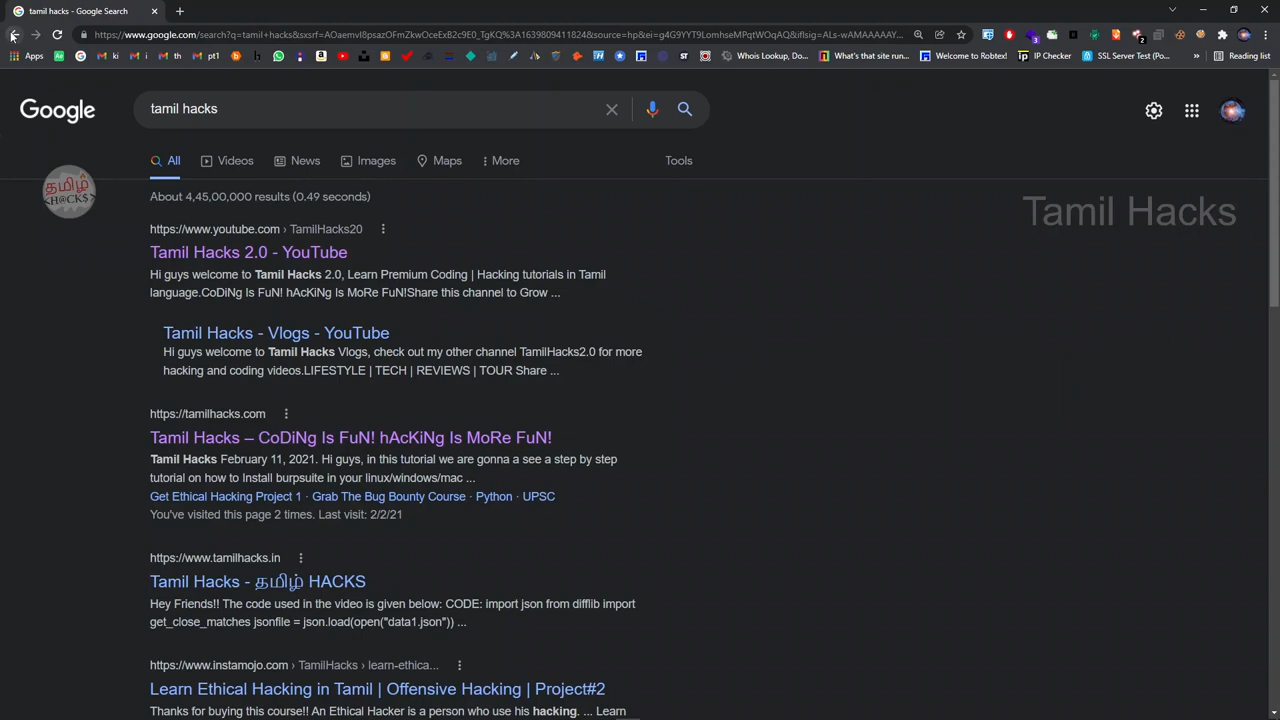 tamil hacks - Google Search
https://www.google.com/search?q=tamil+hacks&sxsrf=AOaemvI8psazOFmZkwOceExB2c9E0_TgKQ%3A1639809411824&source=hp&ei=g4G9YYT9LomhseMPqtWOqAQ&iflsig=ALs-wAMAAAAAY...
Apps
ki
i
th
pt1
Whois Lookup, Do...
What's that site run...
Welcome to Robtex!
IP Checker
SSL Server Test (Po...
»
Reading list
Google
tamil hacks
All
Videos
News
Images
Maps
More
Tools
தமிழ்
<H@CK$>
About 4,45,00,000 results (0.49 seconds)
Tamil Hacks
https://www.youtube.com › TamilHacks20
Tamil Hacks 2.0 - YouTube
Hi guys welcome to Tamil Hacks 2.0, Learn Premium Coding | Hacking tutorials in Tamil
language.CoDiNg Is FuN! hAcKiNg Is MoRe FuN!Share this channel to Grow ...
Tamil Hacks - Vlogs - YouTube
Hi guys welcome to Tamil Hacks Vlogs, check out my other channel TamilHacks2.0 for more
hacking and coding videos.LIFESTYLE | TECH | REVIEWS | TOUR Share ...
https://tamilhacks.com
Tamil Hacks – CoDiNg Is FuN! hAcKiNg Is MoRe FuN!
Tamil Hacks February 11, 2021. Hi guys, in this tutorial we are gonna a see a step by step
tutorial on how to Install burpsuite in your linux/windows/mac ...
Get Ethical Hacking Project 1 · Grab The Bug Bounty Course · Python · UPSC
You've visited this page 2 times. Last visit: 2/2/21
https://www.tamilhacks.in
Tamil Hacks - தமிழ் HACKS
Hey Friends!! The code used in the video is given below: CODE: import json from difflib import
get_close_matches jsonfile = json.load(open("data1.json")) ...
https://www.instamojo.com › TamilHacks › learn-ethica...
Learn Ethical Hacking in Tamil | Offensive Hacking | Project#2
Thanks for buying this course!! An Ethical Hacker is a person who use his hacking. ... Learn